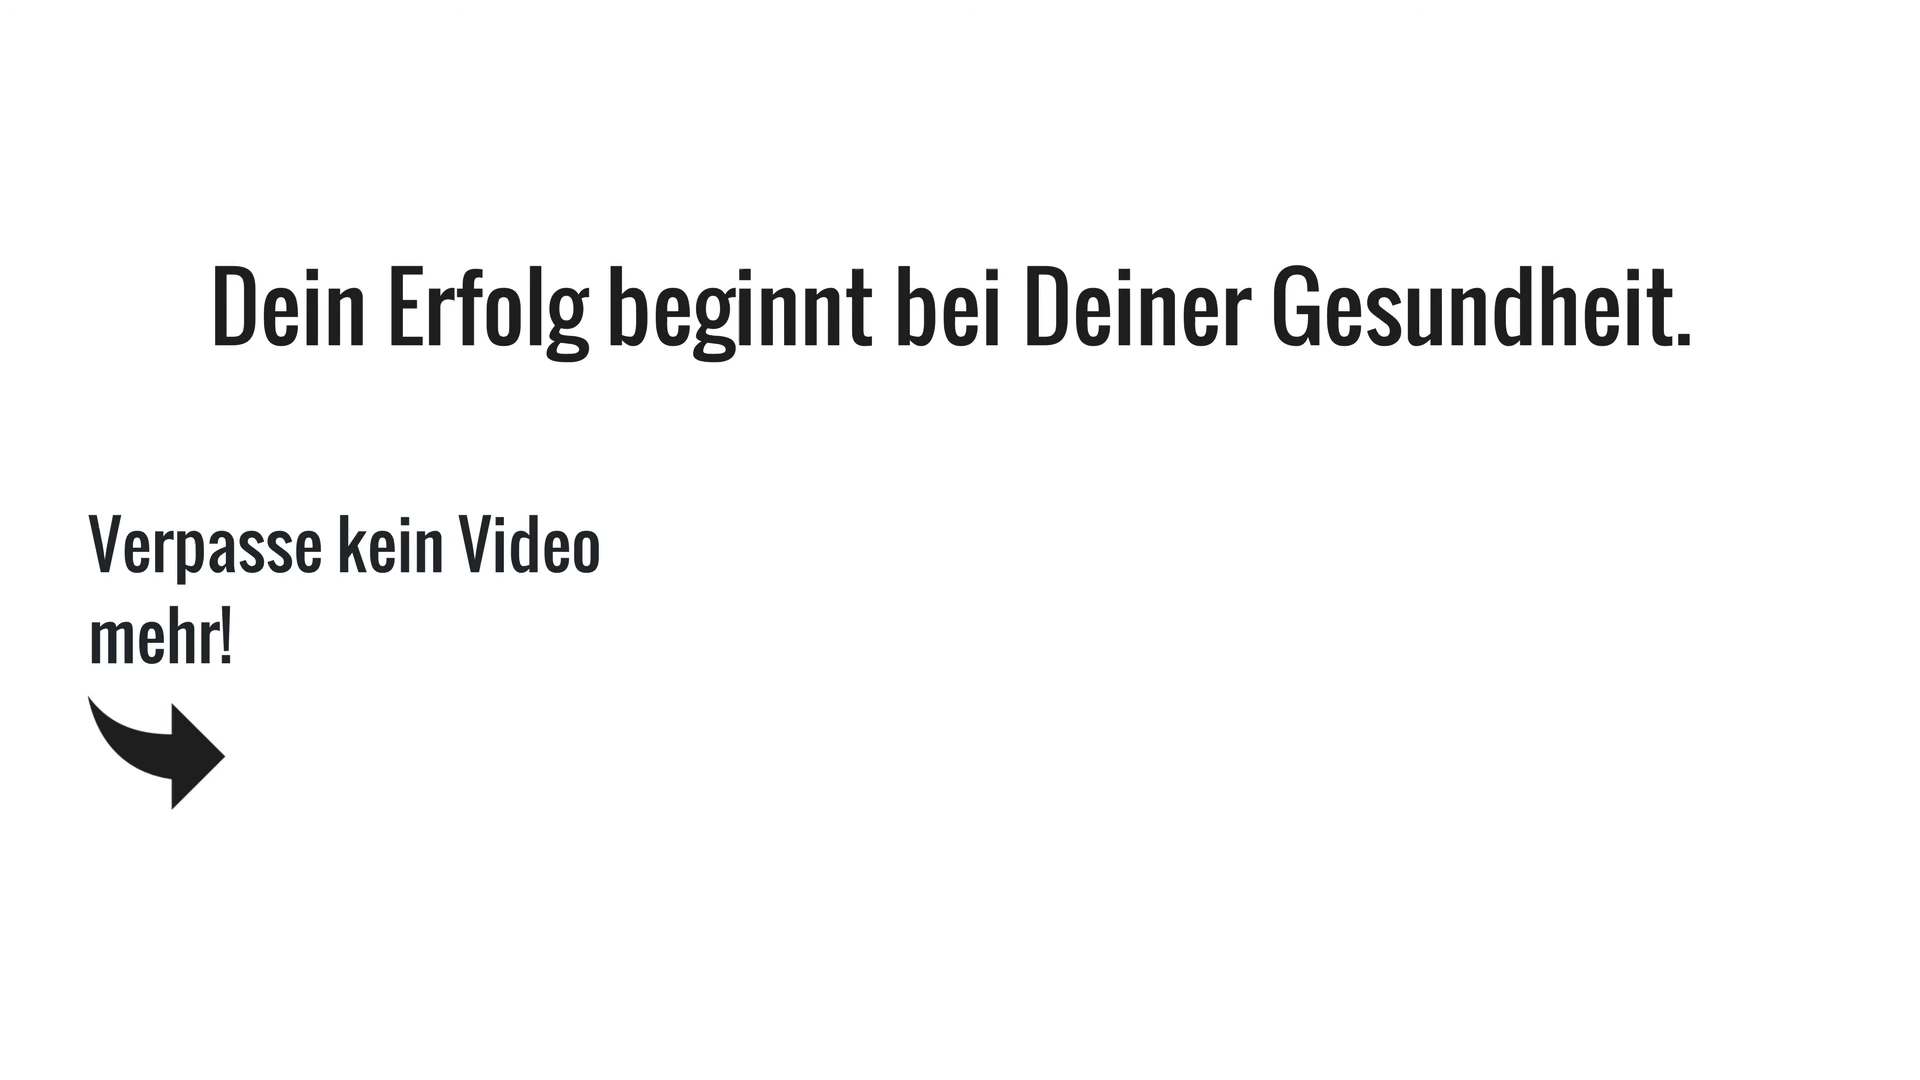 Dein Erfolg beginnt bei Deiner Gesundheit.
Verpasse kein Video
mehr!